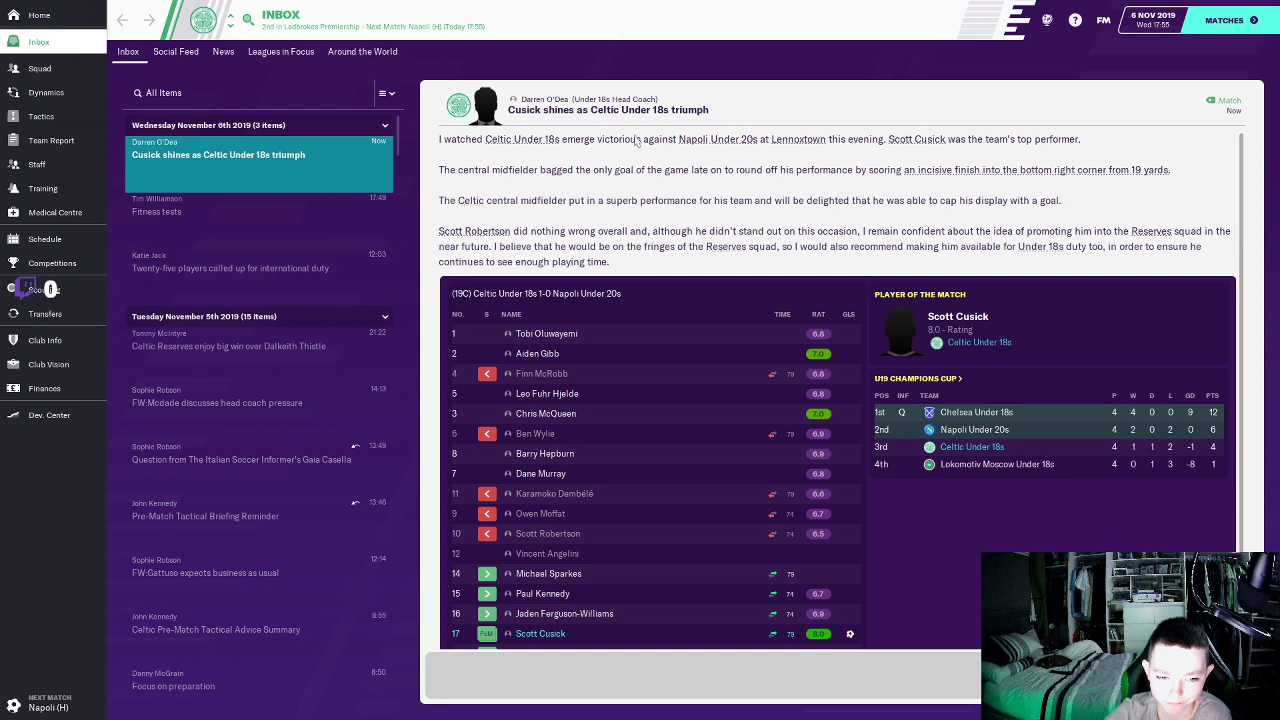 INBOX
2nd in Ladbrokes Premiership - Next Match: Napoli (H) (Today 17:55)
?
FM
6 NOV 2019
Wed 17:55
MATCHES
Inbox
Squad
Dynamics
Tactics
Team Report
Staff
Training
Medical Centre
Schedule
Competitions
Scouting
Transfers
Club Info
Club Vision
Finances
Dev. Center
NEXT MATCH
Napoli (H)
Inbox Social Feed News Leagues in Focus Around the World
All Items
Wednesday November 6th 2019 (3 items)
Darren O'Dea Now
Cusick shines as Celtic Under 18s triumph
Tim Williamson 17:49
Fitness tests
Katie Jack 12:03
Twenty-five players called up for international duty
Tuesday November 5th 2019 (15 items)
Tommy McIntyre 21:22
Celtic Reserves enjoy big win over Dalkeith Thistle
Sophie Robson 14:13
FW:Mcdade discusses head coach pressure
Sophie Robson 13:49
Question from The Italian Soccer Informer's Gaia Casella
John Kennedy 13:46
Pre-Match Tactical Briefing Reminder
Sophie Robson 12:14
FW:Gattuso expects business as usual
John Kennedy 8:55
Celtic Pre-Match Tactical Advice Summary
Danny McGrain 8:50
Focus on preparation
Darren O'Dea (Under 18s Head Coach)
Cusick shines as Celtic Under 18s triumph
Match
Now
I watched Celtic Under 18s emerge victorious against Napoli Under 20s at Lennoxtown this evening. Scott Cusick was the team's top performer.
The central midfielder bagged the only goal of the game late on to round off his performance by scoring an incisive finish into the bottom right corner from 19 yards.
The Celtic central midfielder put in a superb performance for his team and will be delighted that he was able to cap his display with a goal.
Scott Robertson did nothing wrong overall and, although he didn't stand out on this occasion, I remain confident about the idea of promoting him into the Reserves squad in the
near future. I believe that he would be on the fringes of the Reserves squad, so I would also recommend making him available for Under 18s duty too, in order to ensure he
continues to see enough playing time.
(19C) Celtic Under 18s 1-0 Napoli Under 20s
NO. S NAME TIME RAT GLS
1 Tobi Oluwayemi 6.8
2 Aiden Gibb 7.0
4 Finn McRobb 79 6.8
5 Leo Fuhr Hjelde 6.8
3 Chris McQueen 7.0
6 Ben Wylie 79 6.9
8 Barry Hepburn 6.9
7 Dane Murray 6.8
11 Karamoko Dembélé 79 6.6
9 Owen Moffat 74 6.7
10 Scott Robertson 74 6.5
12 Vincent Angelini
14 Michael Sparkes 79
15 Paul Kennedy 74 6.7
16 Jaden Ferguson-Williams 74 6.9
17 PoM Scott Cusick 79 8.0
PLAYER OF THE MATCH
Scott Cusick
8.0 - Rating
Celtic Under 18s
U19 CHAMPIONS CUP >
POS INF TEAM P W D L GD PTS
1st Q Chelsea Under 18s 4 4 0 0 9 12
2nd Napoli Under 20s 4 2 0 2 0 6
3rd Celtic Under 18s 4 1 1 2 -1 4
4th Lokomotiv Moscow Under 18s 4 0 1 3 -8 1